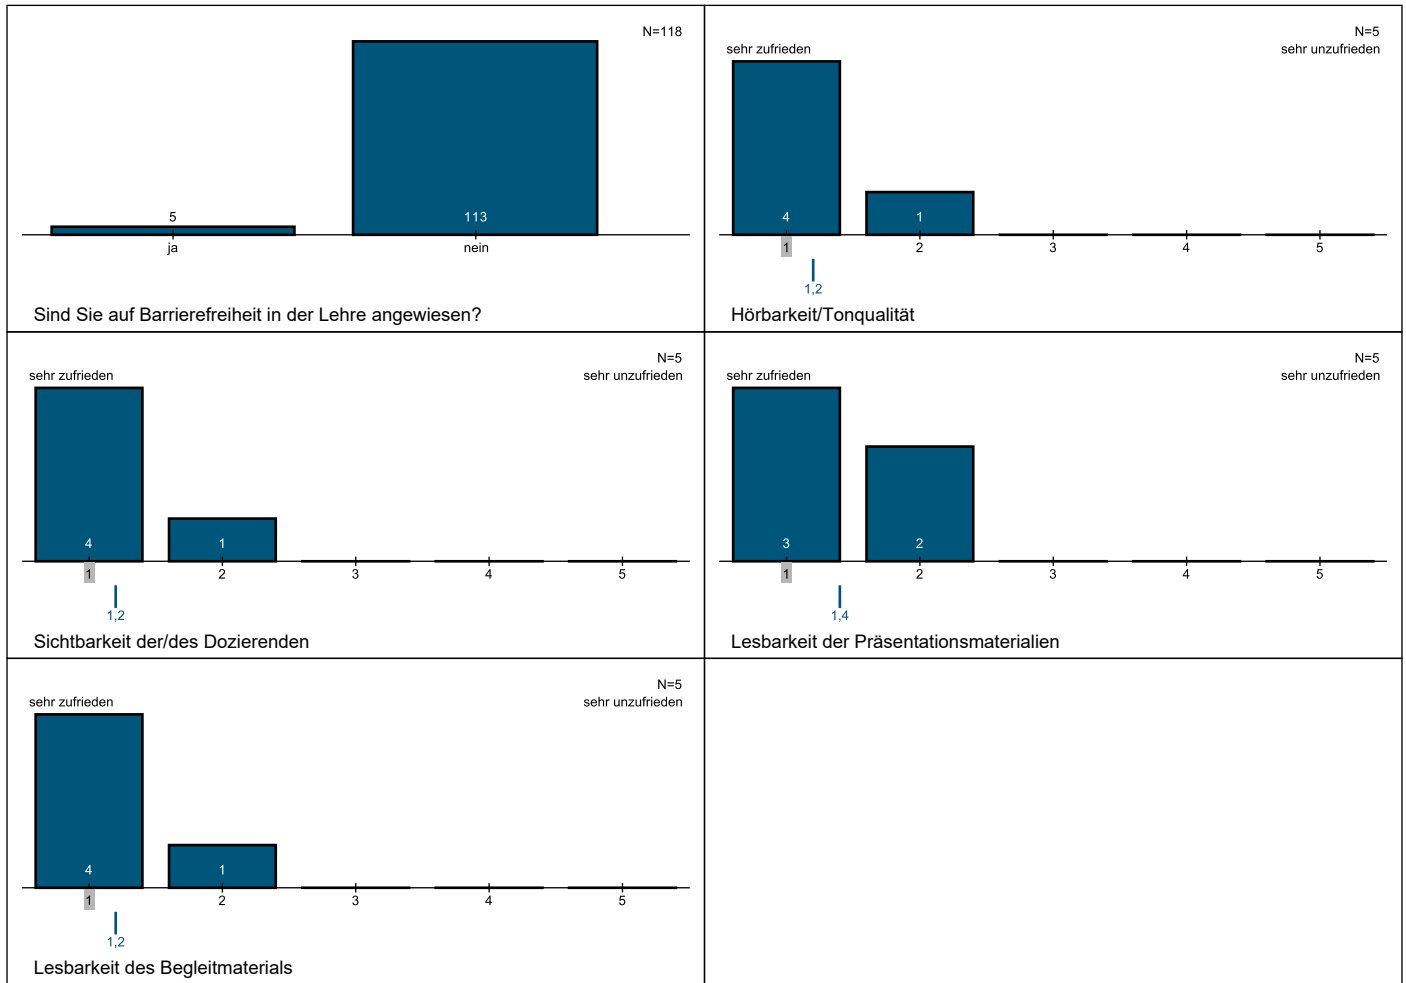 N=118
5
113
ja
nein
Sind Sie auf Barrierefreiheit in der Lehre angewiesen?
N=5
sehr zufrieden
sehr unzufrieden
4
1
1
2
3
4
5
1,2
Hörbarkeit/Tonqualität
N=5
sehr zufrieden
sehr unzufrieden
4
1
1
2
3
4
5
1,2
Sichtbarkeit der/des Dozierenden
N=5
sehr zufrieden
sehr unzufrieden
3
2
1
2
3
4
5
1,4
Lesbarkeit der Präsentationsmaterialien
N=5
sehr zufrieden
sehr unzufrieden
4
1
1
2
3
4
5
1,2
Lesbarkeit des Begleitmaterials